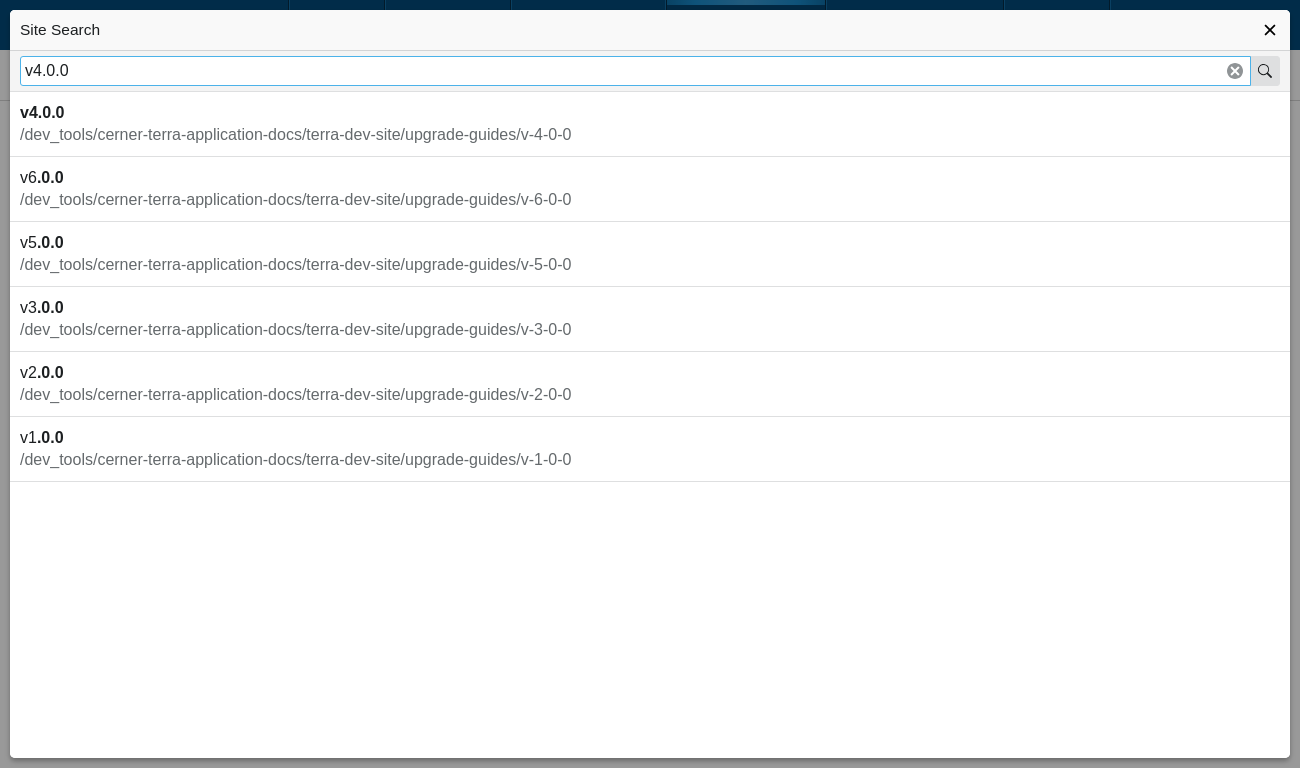 Site Search
v4.0.0
v4.0.0
/dev_tools/cerner-terra-application-docs/terra-dev-site/upgrade-guides/v-4-0-0
v6.0.0
/dev_tools/cerner-terra-application-docs/terra-dev-site/upgrade-guides/v-6-0-0
v5.0.0
/dev_tools/cerner-terra-application-docs/terra-dev-site/upgrade-guides/v-5-0-0
v3.0.0
/dev_tools/cerner-terra-application-docs/terra-dev-site/upgrade-guides/v-3-0-0
v2.0.0
/dev_tools/cerner-terra-application-docs/terra-dev-site/upgrade-guides/v-2-0-0
v1.0.0
/dev_tools/cerner-terra-application-docs/terra-dev-site/upgrade-guides/v-1-0-0